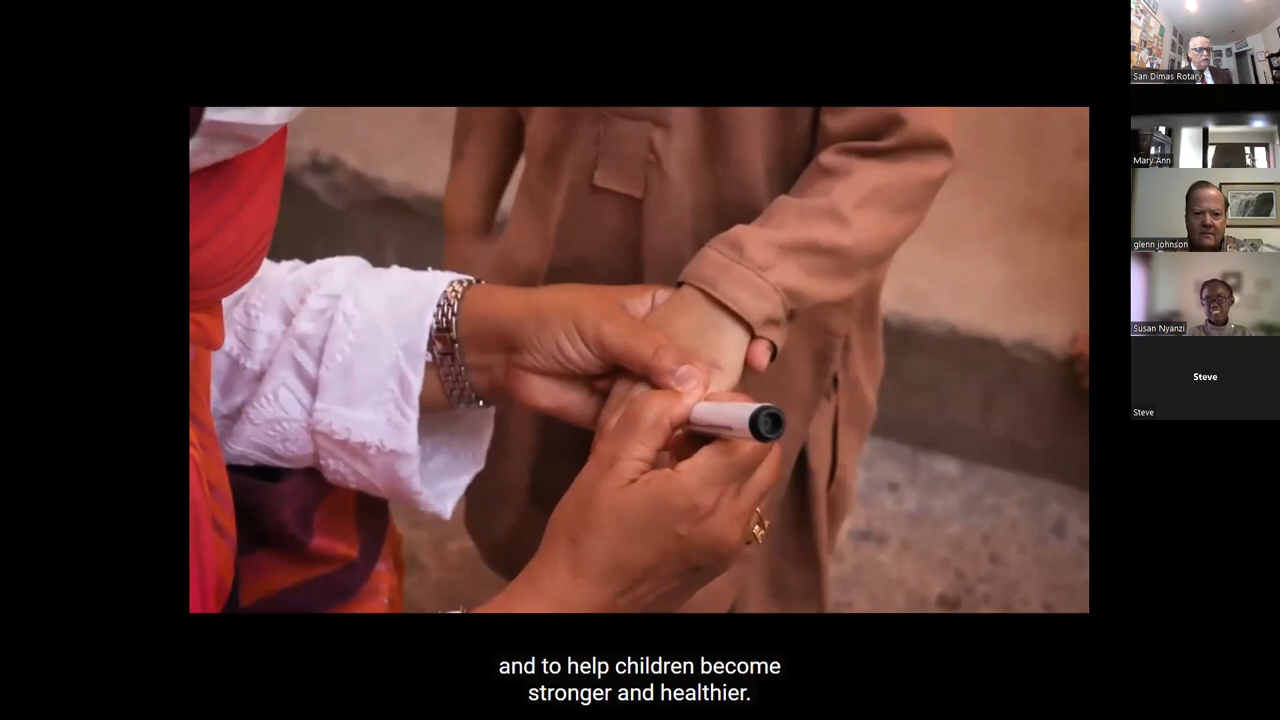 San Dimas Rotary
Mary Ann
glenn johnson
Susan Nyanzi
Steve
Steve
and to help children become
stronger and healthier.